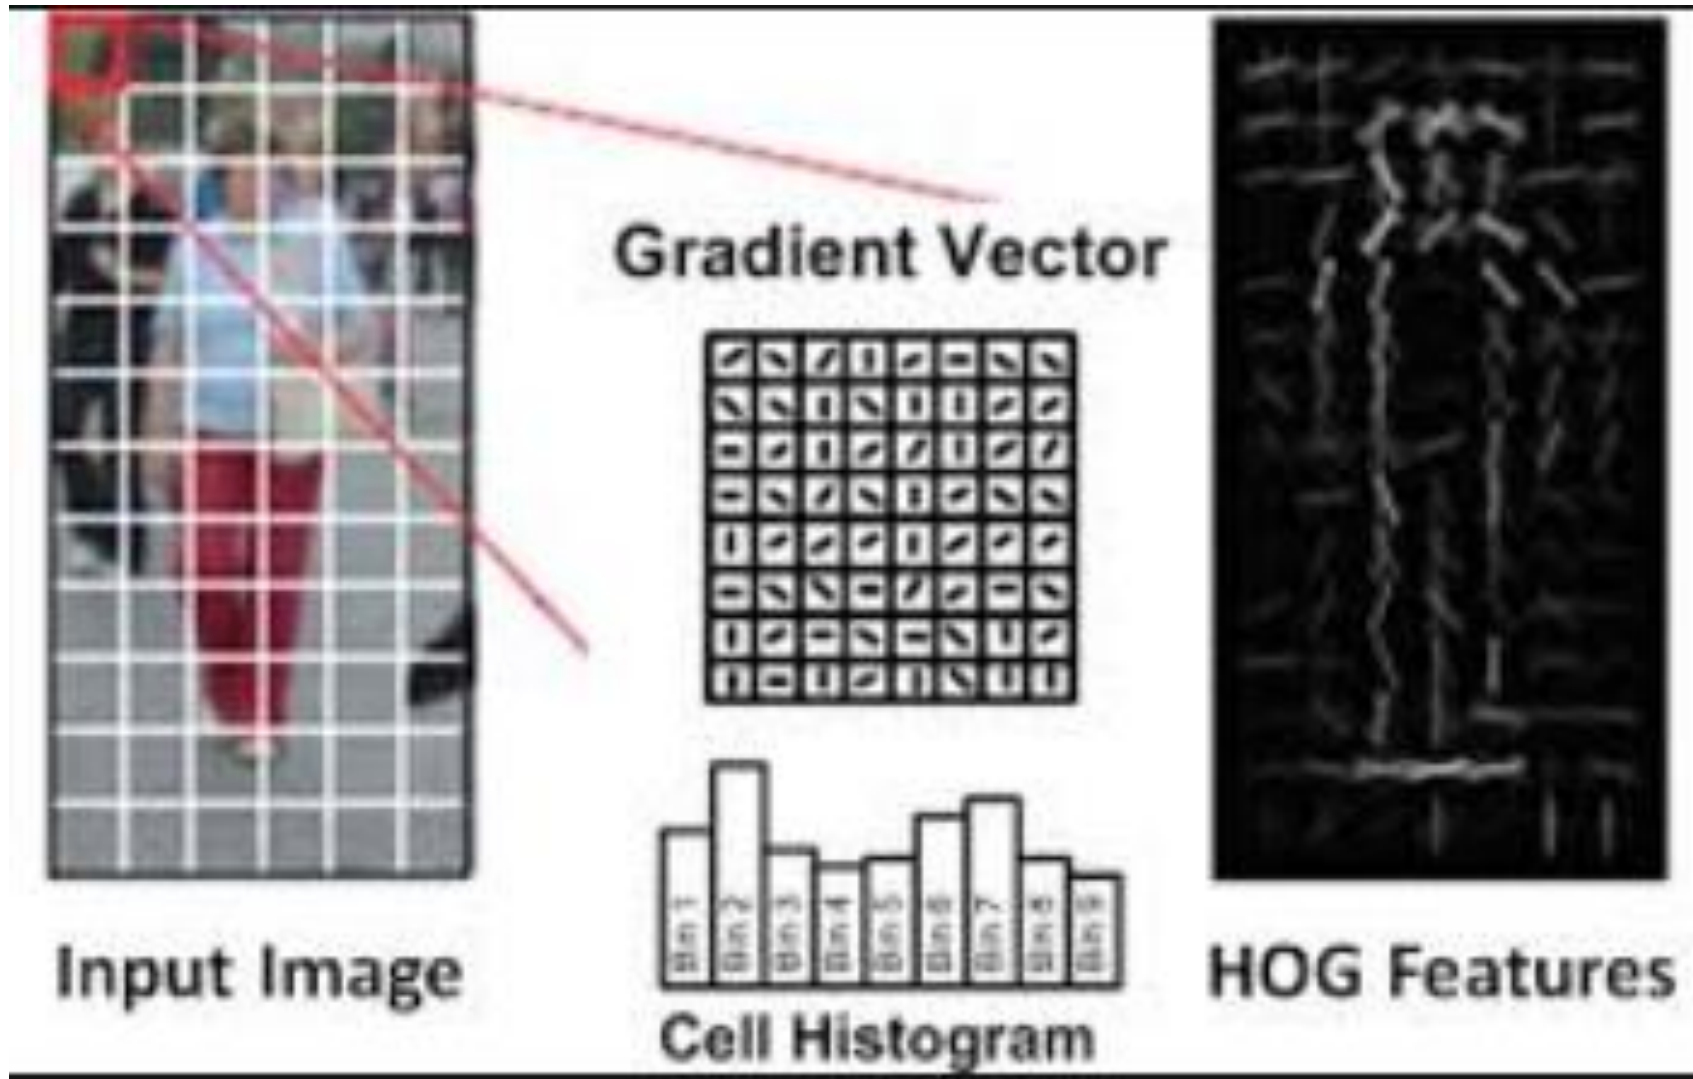 Gradient Vector
Bin 1
Bin 2
Bin 3
Bin 4
Bin 5
Bin 6
Bin 7
Bin 8
Bin 9
Input Image
Cell Histogram
HOG Features